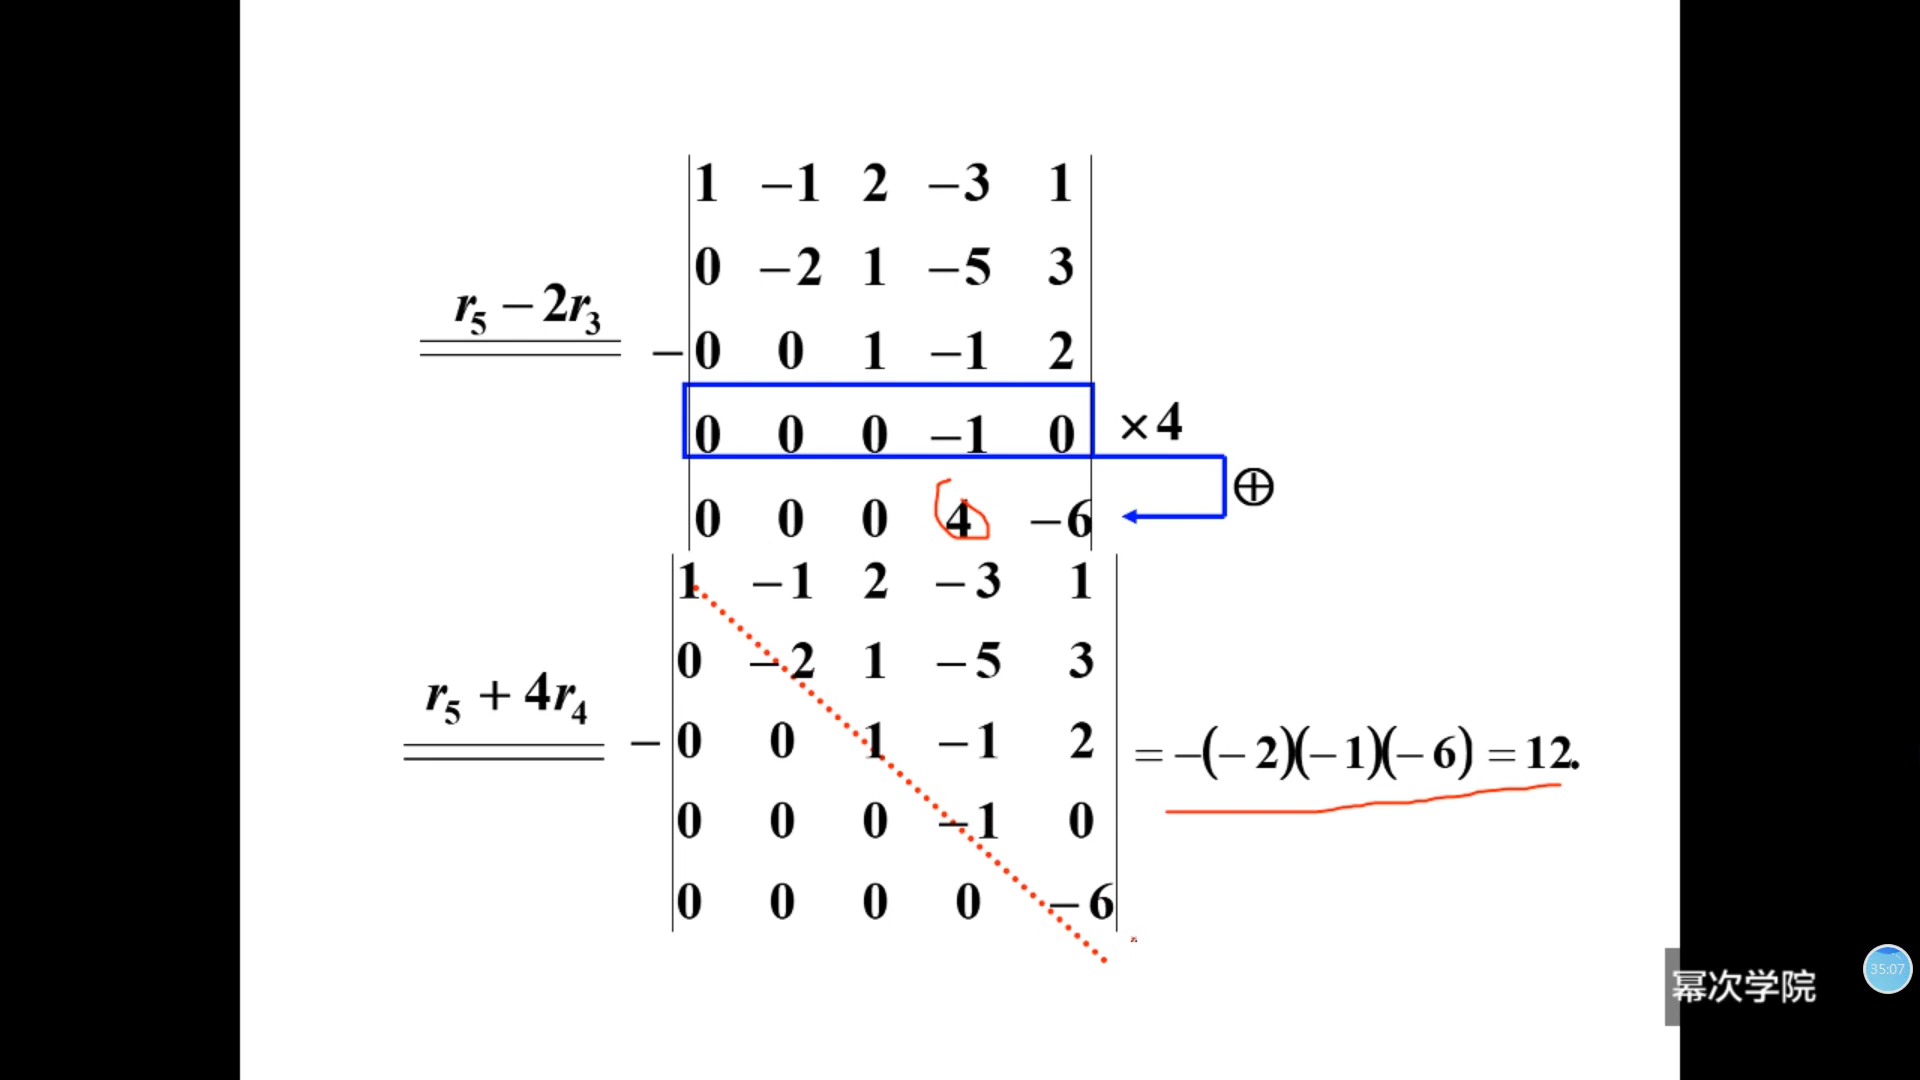 1 −1 2 −3 1
0 −2 1 −5 3
r₅ − 2r₃
−0 0 1 −1 2
0 0 0 −1 0 ×4
⊕
0 0 0 4 −6
1 −1 2 −3 1
0 −2 1 −5 3
r₅ + 4r₄
−0 0 1 −1 2 = −(−2)(−1)(−6) = 12.
0 0 0 −1 0
0 0 0 0 −6
幂次学院
35:07